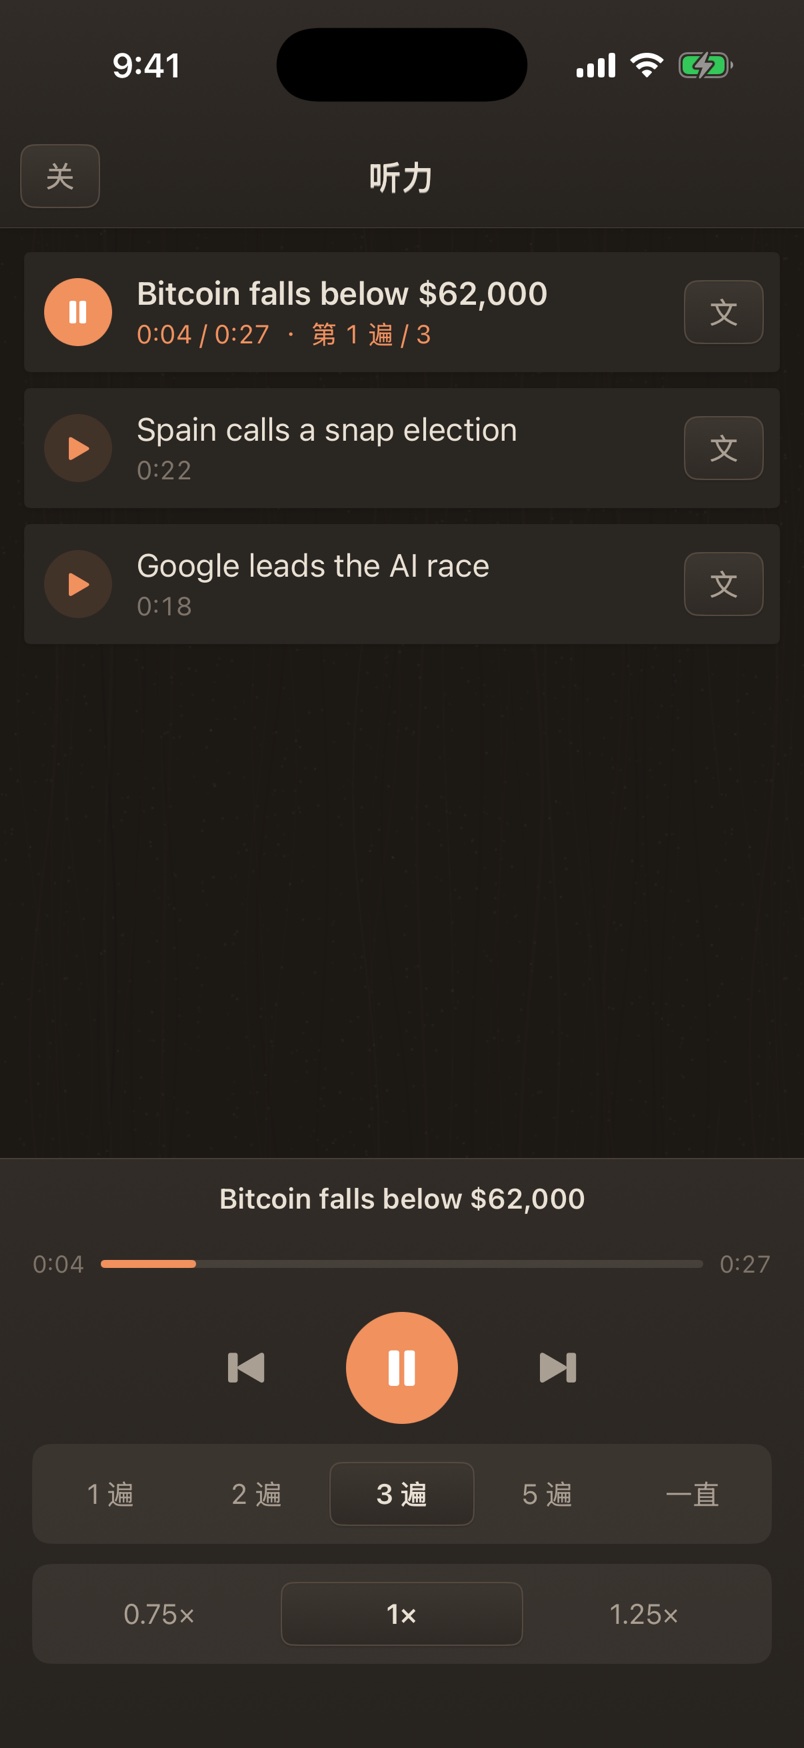 9:41
关
听力
Bitcoin falls below $62,000
0:04 / 0:27 · 第 1 遍 / 3
文
Spain calls a snap election
0:22
文
Google leads the AI race
0:18
文
Bitcoin falls below $62,000
0:04
0:27
1 遍 2 遍 3 遍 5 遍 一直
0.75× 1× 1.25×